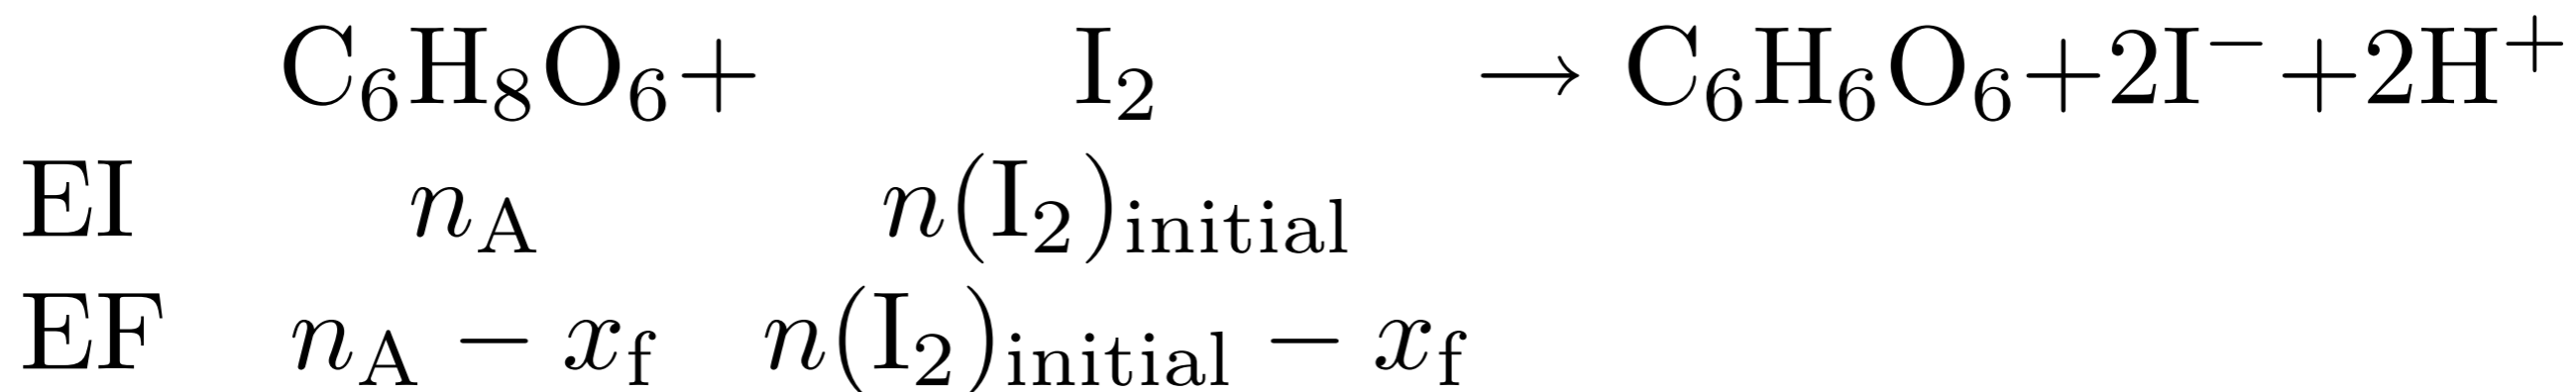 C₆H₈O₆+ I₂ → C₆H₆O₆+2I⁻+2H⁺
EI n_A n(I₂)_initial
EF n_A − x_f n(I₂)_initial − x_f